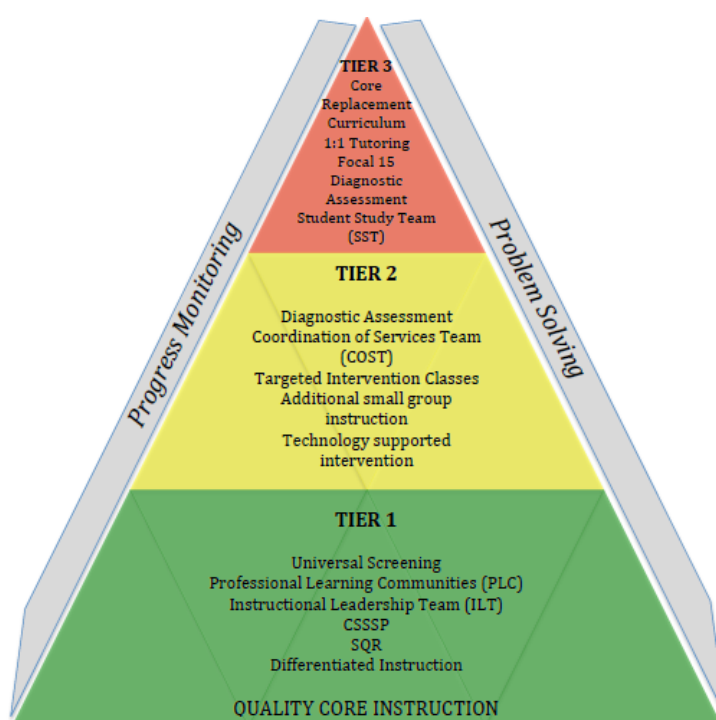 TIER 3
Core
Replacement
Curriculum
1:1 Tutoring
Focal 15
Diagnostic
Assessment
Student Study Team
(SST)
Progress Monitoring
Problem Solving
TIER 2
Diagnostic Assessment
Coordination of Services Team
(COST)
Targeted Intervention Classes
Additional small group
instruction
Technology supported
intervention
TIER 1
Universal Screening
Professional Learning Communities (PLC)
Instructional Leadership Team (ILT)
CSSSP
SQR
Differentiated Instruction
QUALITY CORE INSTRUCTION